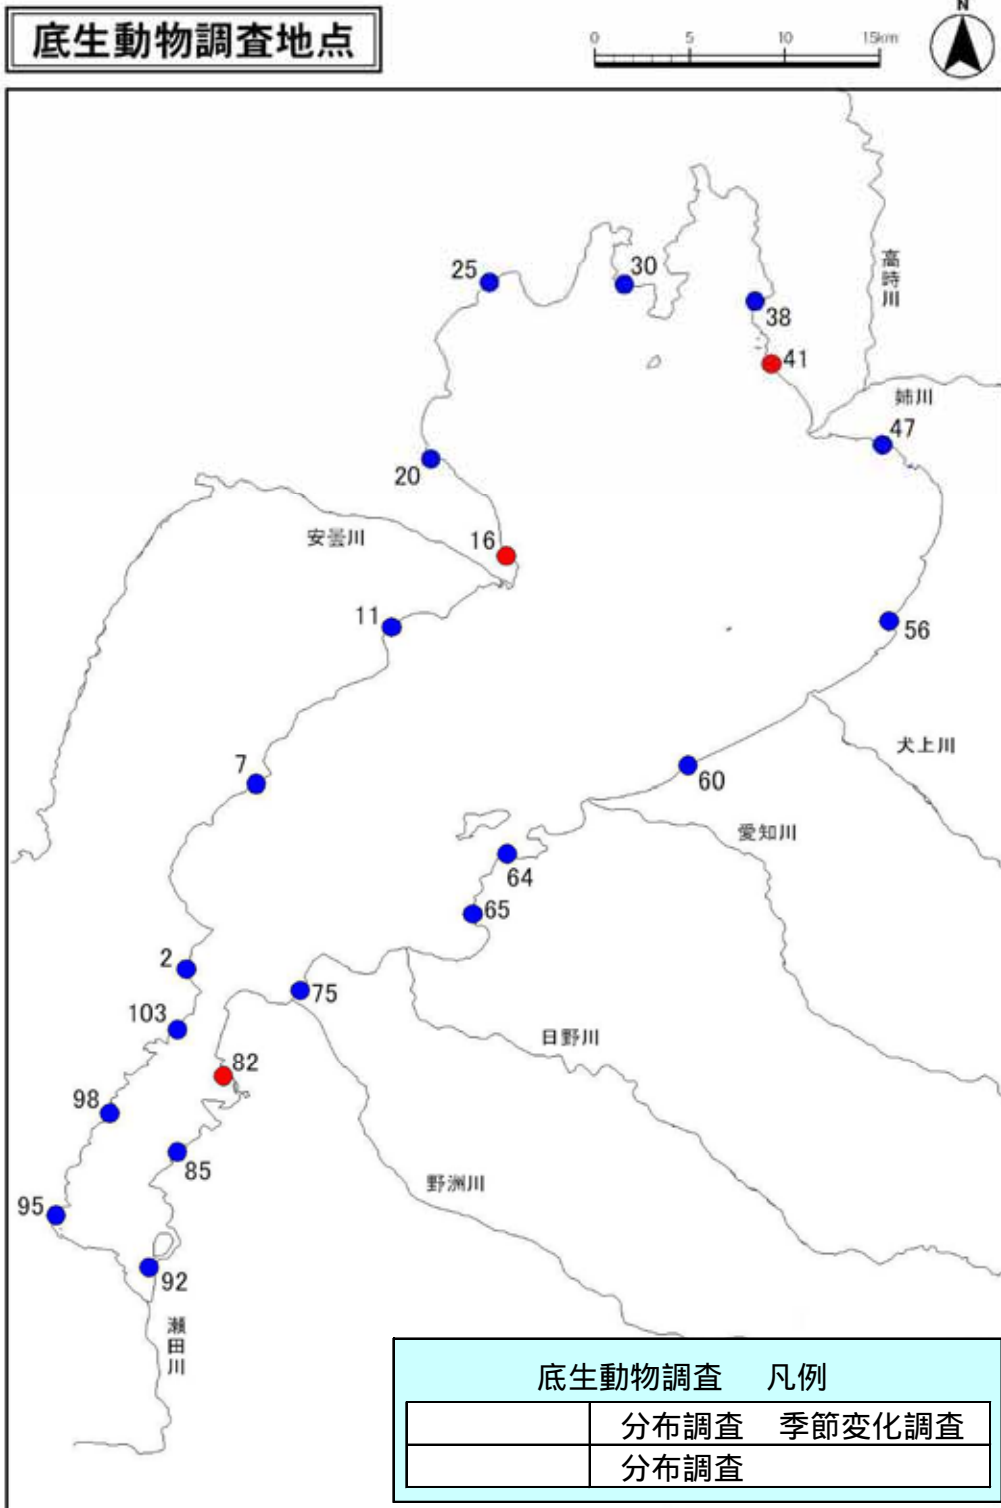 底生動物調査地点
0 5 10 15km
N
高時川
25
30
38
41
姉川
47
20
安曇川
16
11
56
犬上川
7
60
愛知川
64
65
2
75
103
日野川
82
98
85
野洲川
95
92
瀬田川
底生動物調査 凡例
分布調査 季節変化調査
分布調査